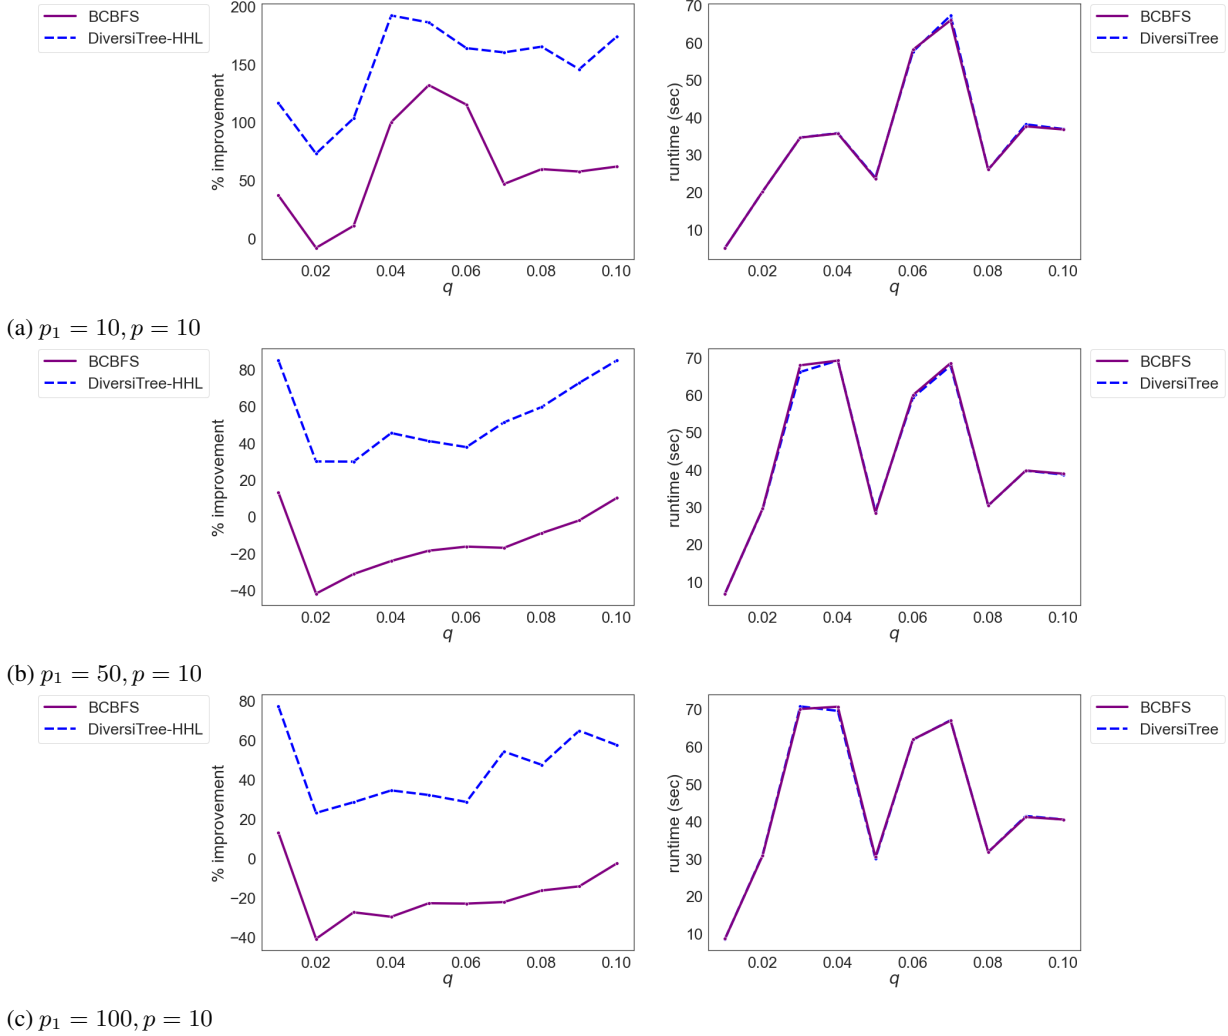 BCBFS
DiversiTree-HHL
% improvement
200
150
100
50
0
0.02 0.04 0.06 0.08 0.10
q
runtime (sec)
70
60
50
40
30
20
10
0.02 0.04 0.06 0.08 0.10
q
BCBFS
DiversiTree
(a) p₁ = 10, p = 10
BCBFS
DiversiTree-HHL
% improvement
80
60
40
20
0
−20
−40
0.02 0.04 0.06 0.08 0.10
q
runtime (sec)
70
60
50
40
30
20
10
0.02 0.04 0.06 0.08 0.10
q
BCBFS
DiversiTree
(b) p₁ = 50, p = 10
BCBFS
DiversiTree-HHL
% improvement
80
60
40
20
0
−20
−40
0.02 0.04 0.06 0.08 0.10
q
runtime (sec)
70
60
50
40
30
20
10
0.02 0.04 0.06 0.08 0.10
q
BCBFS
DiversiTree
(c) p₁ = 100, p = 10